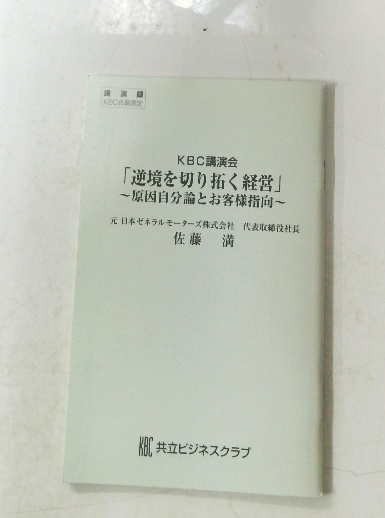 講演録
KBC会員限定
KBC講演会
「逆境を切り拓く経営」
～原因自分論とお客様指向～
元 日本ゼネラルモーターズ株式会社 代表取締役社長
佐藤 満
KBC 共立ビジネスクラブ